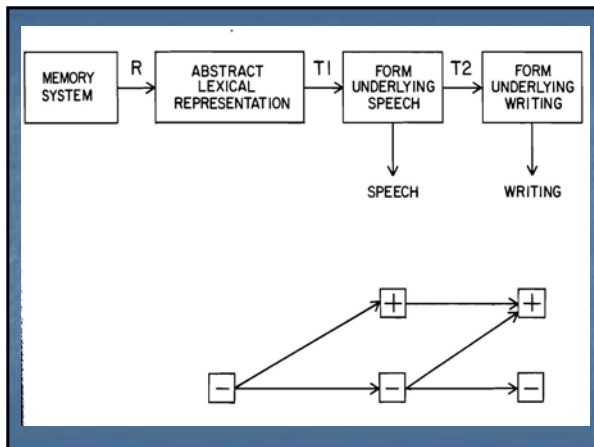 MEMORY
SYSTEM
R
ABSTRACT
LEXICAL
REPRESENTATION
T1
FORM
UNDERLYING
SPEECH
T2
FORM
UNDERLYING
WRITING
SPEECH
WRITING
+
+
−
−
−